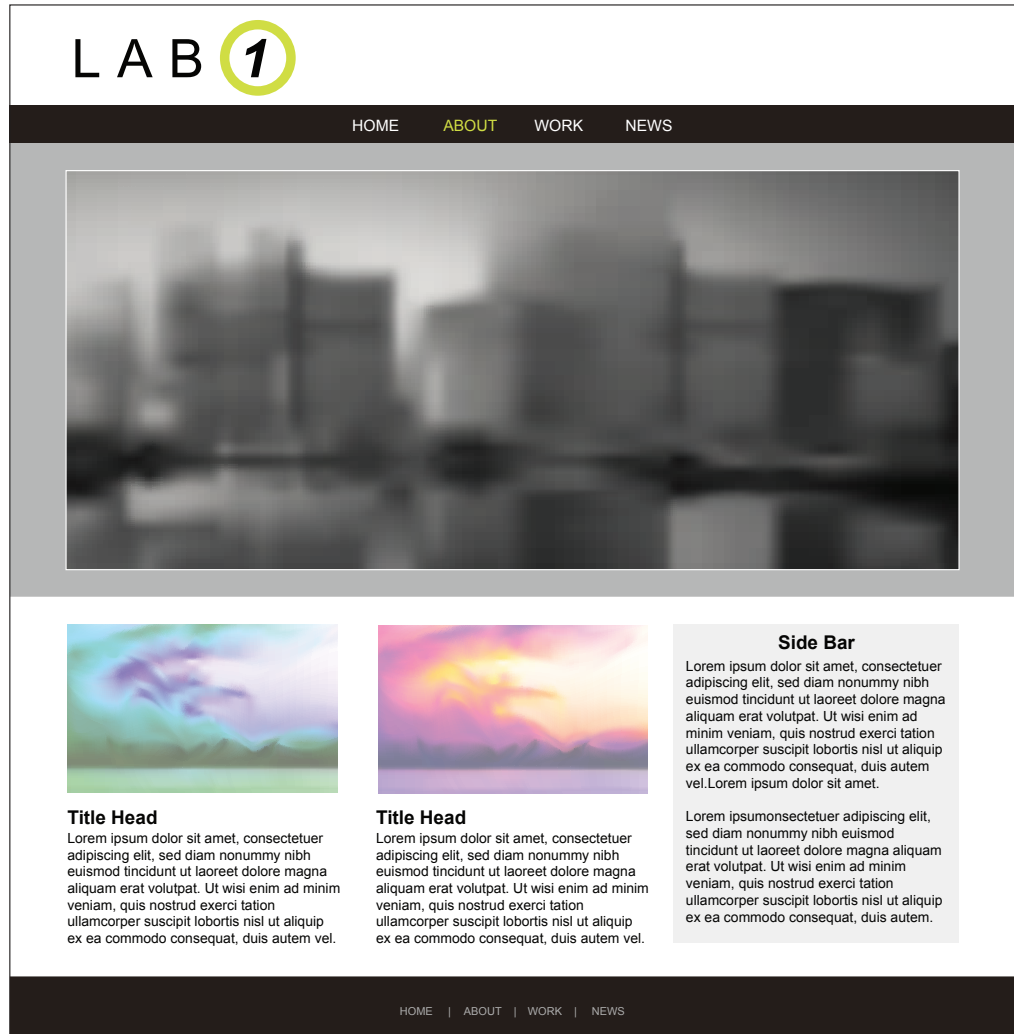 LAB 1
HOME ABOUT WORK NEWS
Title Head
Lorem ipsum dolor sit amet, consectetuer
adipiscing elit, sed diam nonummy nibh
euismod tincidunt ut laoreet dolore magna
aliquam erat volutpat. Ut wisi enim ad minim
veniam, quis nostrud exerci tation
ullamcorper suscipit lobortis nisl ut aliquip
ex ea commodo consequat, duis autem vel.
Title Head
Lorem ipsum dolor sit amet, consectetuer
adipiscing elit, sed diam nonummy nibh
euismod tincidunt ut laoreet dolore magna
aliquam erat volutpat. Ut wisi enim ad minim
veniam, quis nostrud exerci tation
ullamcorper suscipit lobortis nisl ut aliquip
ex ea commodo consequat, duis autem vel.
Side Bar
Lorem ipsum dolor sit amet, consectetuer
adipiscing elit, sed diam nonummy nibh
euismod tincidunt ut laoreet dolore magna
aliquam erat volutpat. Ut wisi enim ad
minim veniam, quis nostrud exerci tation
ullamcorper suscipit lobortis nisl ut aliquip
ex ea commodo consequat, duis autem
vel.Lorem ipsum dolor sit amet.
Lorem ipsumonsectetuer adipiscing elit,
sed diam nonummy nibh euismod
tincidunt ut laoreet dolore magna aliquam
erat volutpat. Ut wisi enim ad minim
veniam, quis nostrud exerci tation
ullamcorper suscipit lobortis nisl ut aliquip
ex ea commodo consequat, duis autem.
HOME | ABOUT | WORK | NEWS